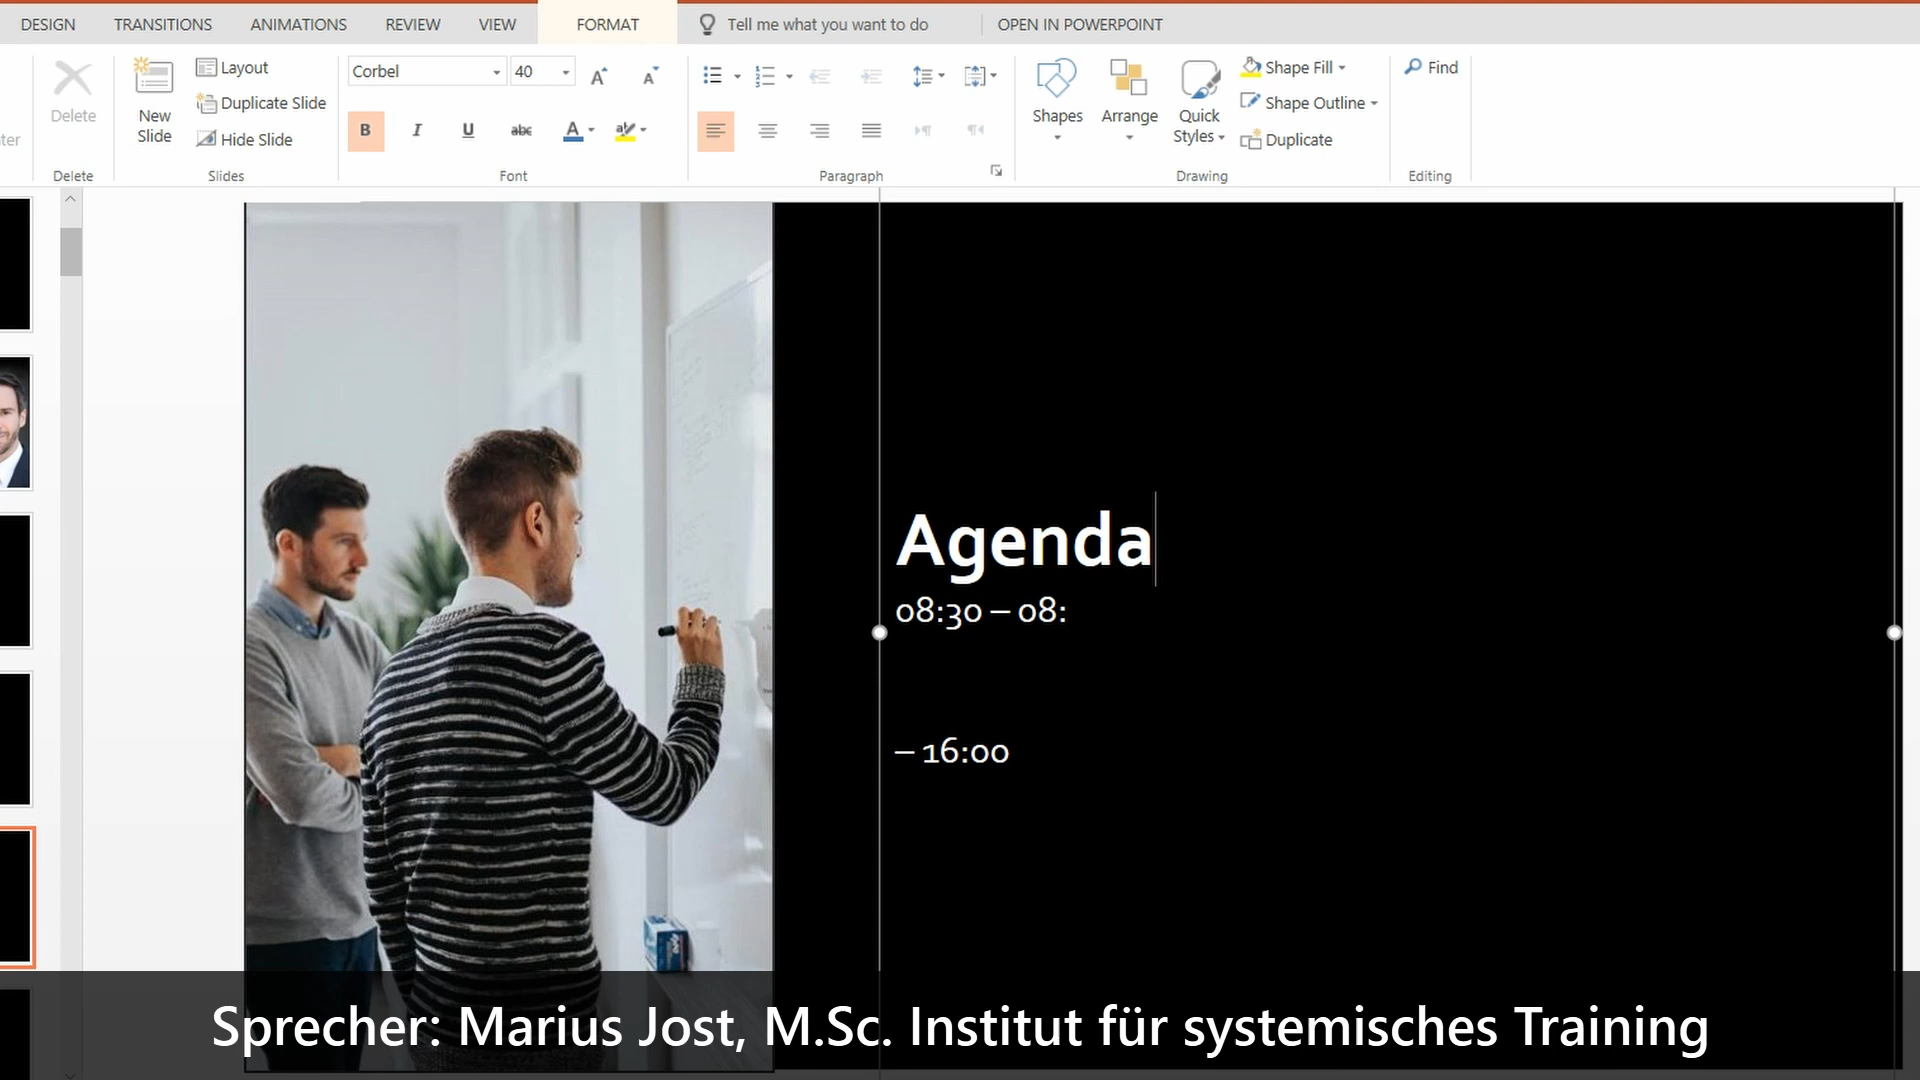 DESIGN TRANSITIONS ANIMATIONS REVIEW VIEW FORMAT Tell me what you want to do OPEN IN POWERPOINT
Delete
New Slide
Layout
Duplicate Slide
Hide Slide
Corbel 40
B I U abc A
Shapes
Arrange
Quick Styles
Shape Fill
Shape Outline
Duplicate
Find
Delete Slides Font Paragraph Drawing Editing
Agenda
08:30 – 08:
– 16:00
Sprecher: Marius Jost, M.Sc. Institut für systemisches Training